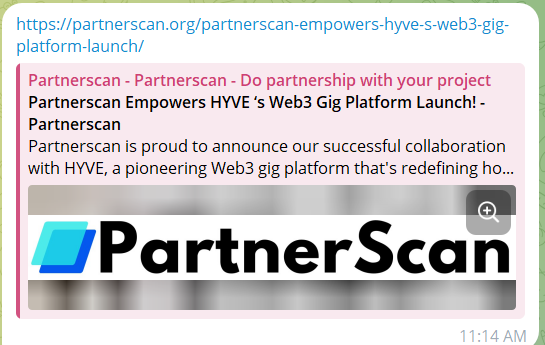 https://partnerscan.org/partnerscan-empowers-hyve-s-web3-gig-
platform-launch/
Partnerscan - Partnerscan - Do partnership with your project
Partnerscan Empowers HYVE ‘s Web3 Gig Platform Launch! -
Partnerscan
Partnerscan is proud to announce our successful collaboration
with HYVE, a pioneering Web3 gig platform that's redefining ho...
PartnerScan
11:14 AM